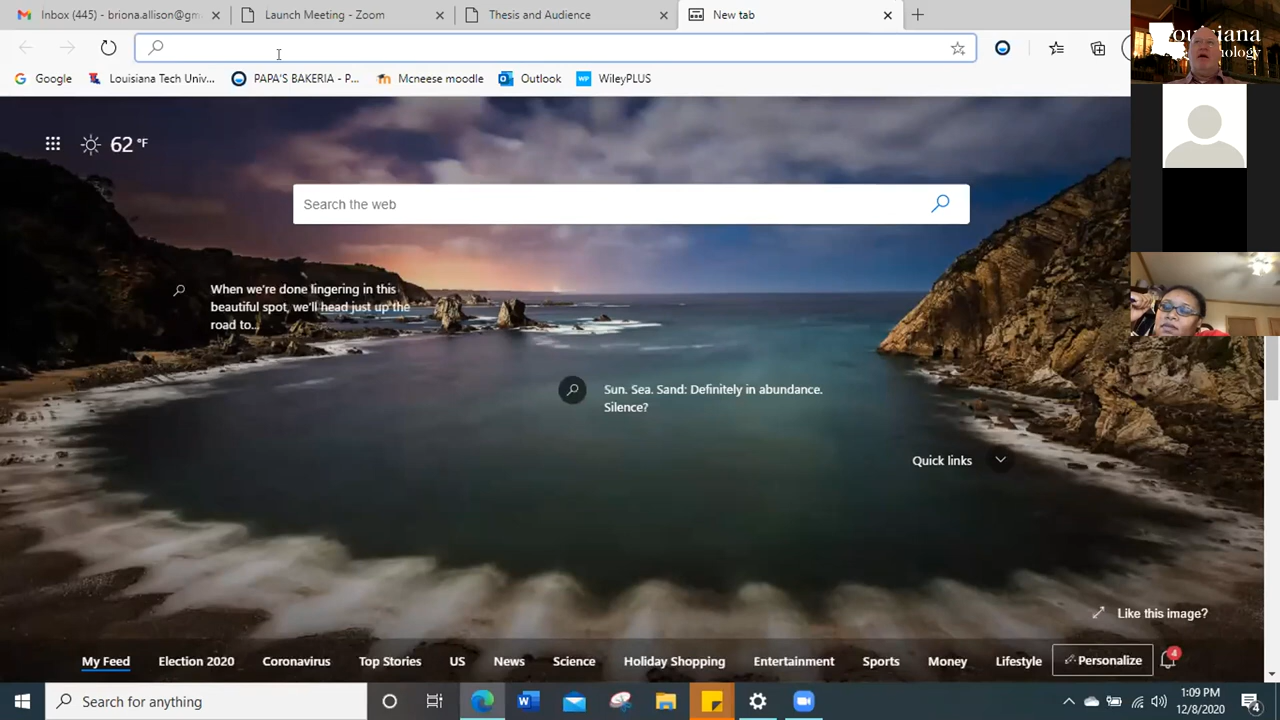 Inbox (445) - briona.allison@gm
Launch Meeting - Zoom
Thesis and Audience
New tab
Google
Louisiana Tech Univ...
PAPA'S BAKERIA - P...
Mcneese moodle
Outlook
WP
WileyPLUS
62 °F
Search the web
When we're done lingering in this
beautiful spot, we'll head just up the
road to...
Sun. Sea. Sand: Definitely in abundance.
Silence?
Quick links
Like this image?
My Feed
Election 2020
Coronavirus
Top Stories
US
News
Science
Holiday Shopping
Entertainment
Sports
Money
Lifestyle
Personalize
4
Search for anything
1:09 PM
12/8/2020
4